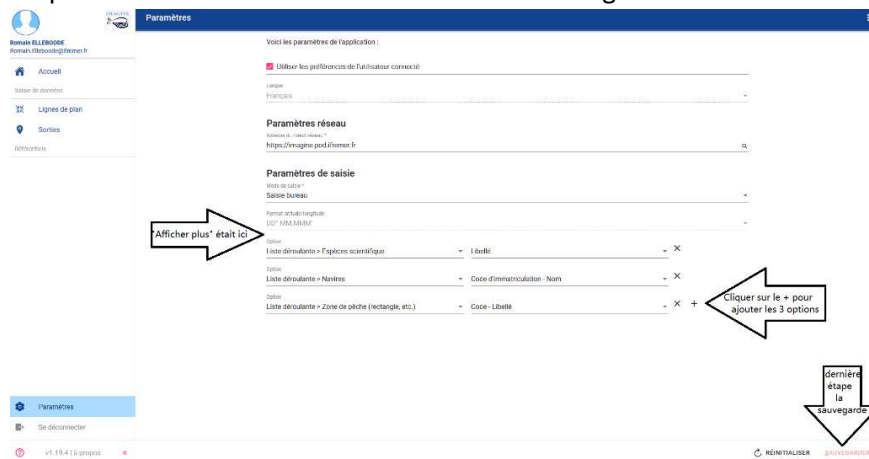 IMAGINE
Paramètres
Romain ELLEBOODE
Romain.Elleboode@ifremer.fr
Accueil
Saisie de données
Lignes de plan
Sorties
Référentiels
Voici les paramètres de l'application :
Utiliser les préférences de l'utilisateur connecté
Langue
Français
Paramètres réseau
Adresse du nœud réseau *
https://imagine-pod.ifremer.fr
Paramètres de saisie
Mode de saisie *
Saisie bureau
Format latitude-longitude
DD° MM.MMM'
"Afficher plus" était ici
Option
Liste déroulante > Espèces scientifique
Libellé
Option
Liste déroulante > Navires
Code d'immatriculation - Nom
Option
Liste déroulante > Zone de pêche (rectangle, etc.)
Code - Libellé
Cliquer sur le + pour
ajouter les 3 options
dernière
étape
la
sauvegarde
Paramètres
Se déconnecter
v1.19.4 | à propos
RÉINITIALISER
SAUVEGARDER